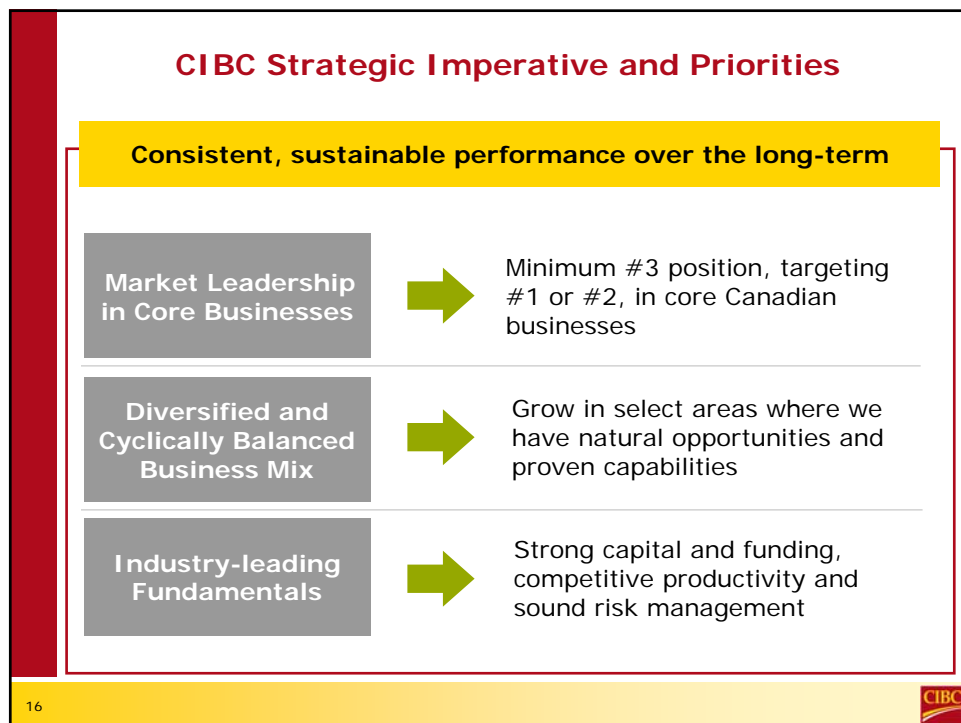 CIBC Strategic Imperative and Priorities
Consistent, sustainable performance over the long-term
Market Leadership
in Core Businesses
Minimum #3 position, targeting
#1 or #2, in core Canadian
businesses
Diversified and
Cyclically Balanced
Business Mix
Grow in select areas where we
have natural opportunities and
proven capabilities
Industry-leading
Fundamentals
Strong capital and funding,
competitive productivity and
sound risk management
16
CIBC